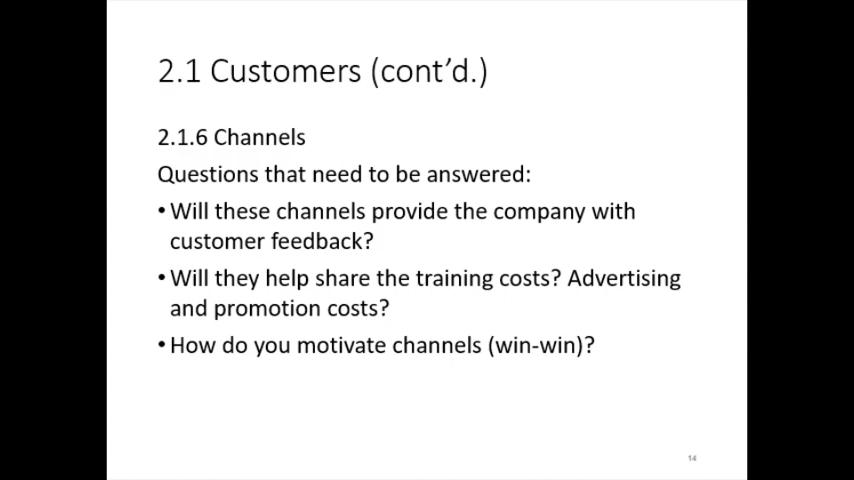 2.1 Customers (cont’d.)
2.1.6 Channels
Questions that need to be answered:
• Will these channels provide the company with
customer feedback?
• Will they help share the training costs? Advertising
and promotion costs?
• How do you motivate channels (win-win)?
14